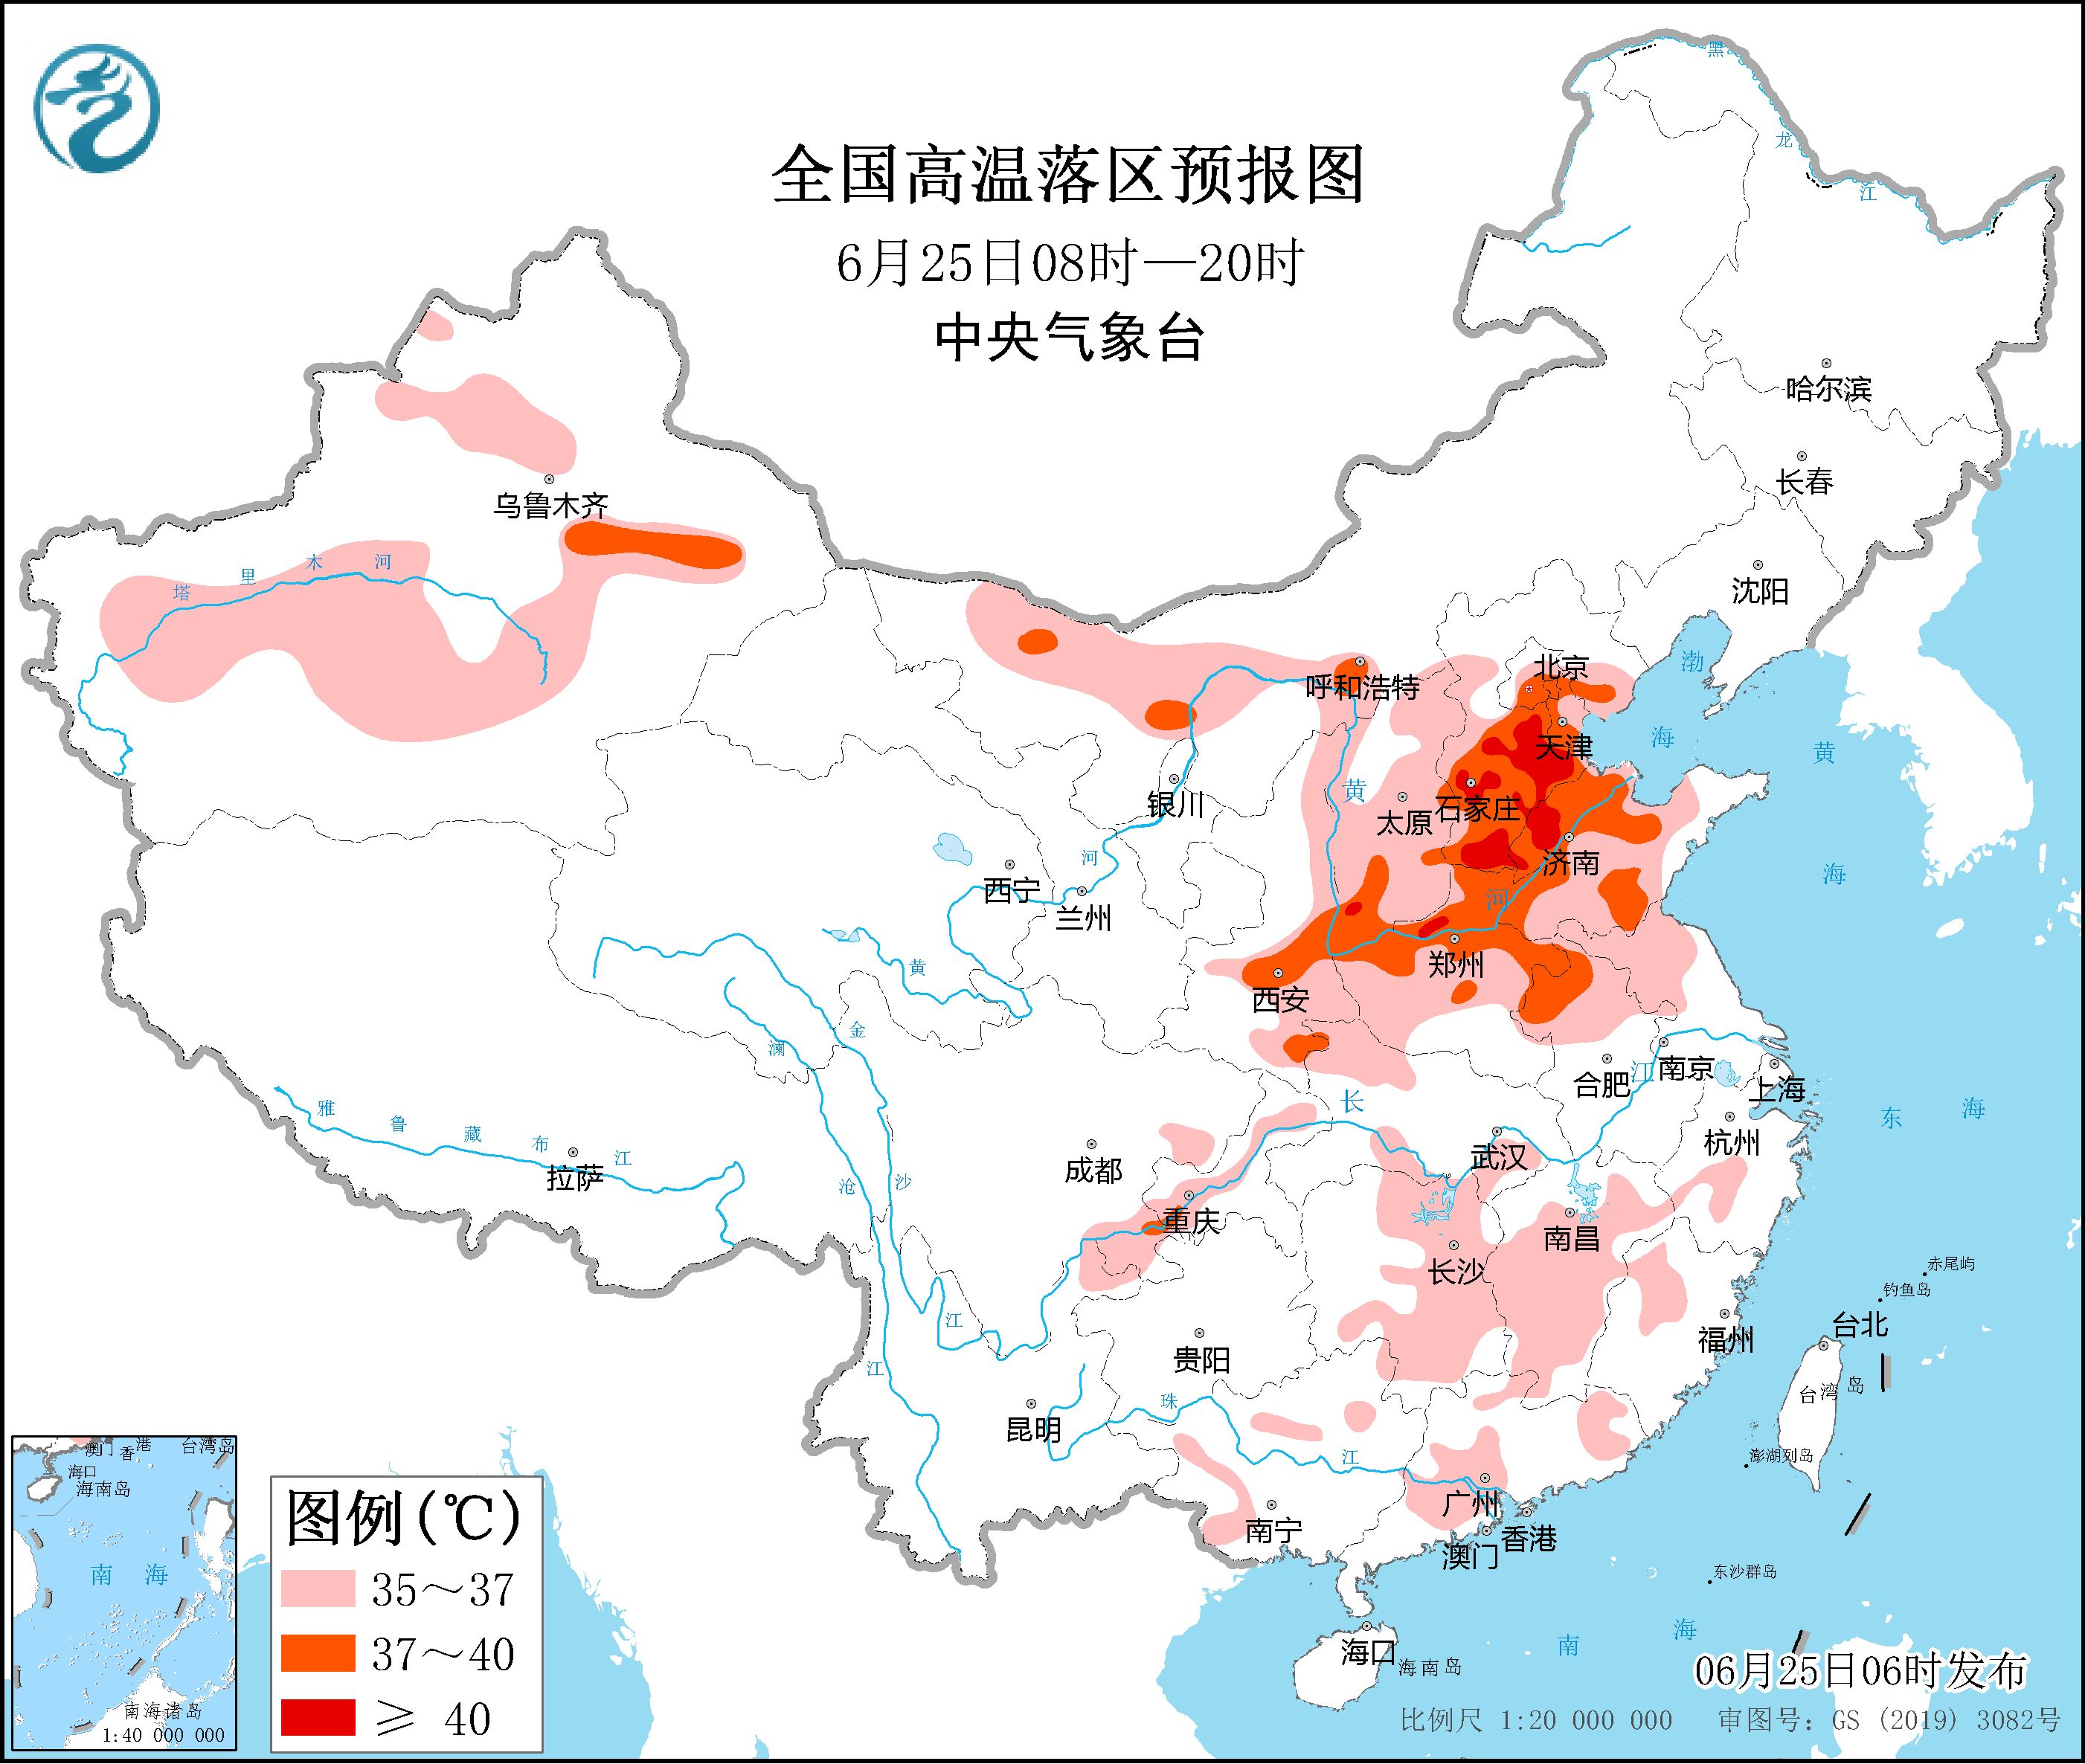 全国高温落区预报图
6月25日08时—20时
中央气象台
黑
龙
江
哈尔滨
长春
沈阳
乌鲁木齐
塔 里 木 河
呼和浩特
北京
天津
石家庄
太原
济南
银川
西宁
兰州
郑州
西安
渤
海
黄
海
黄
河
河
黄
金
沙
江
澜
沧
江
雅 鲁 藏 布 江
拉萨
成都
重庆
长
江
武汉
合肥
南京
上海
杭州
东 海
南昌
长沙
福州
赤尾屿
钓鱼岛
台北
台湾岛
澎湖列岛
贵阳
昆明
珠
江
广州
南宁
香港
澳门
东沙群岛
海口
海南岛
南 海
图例(℃)
35～37
37～40
≥ 40
澳门 香港 台湾岛
海口
海南岛
南 海
南海诸岛
1:40 000 000
06月25日06时发布
比例尺 1:20 000 000 审图号: GS (2019) 3082号